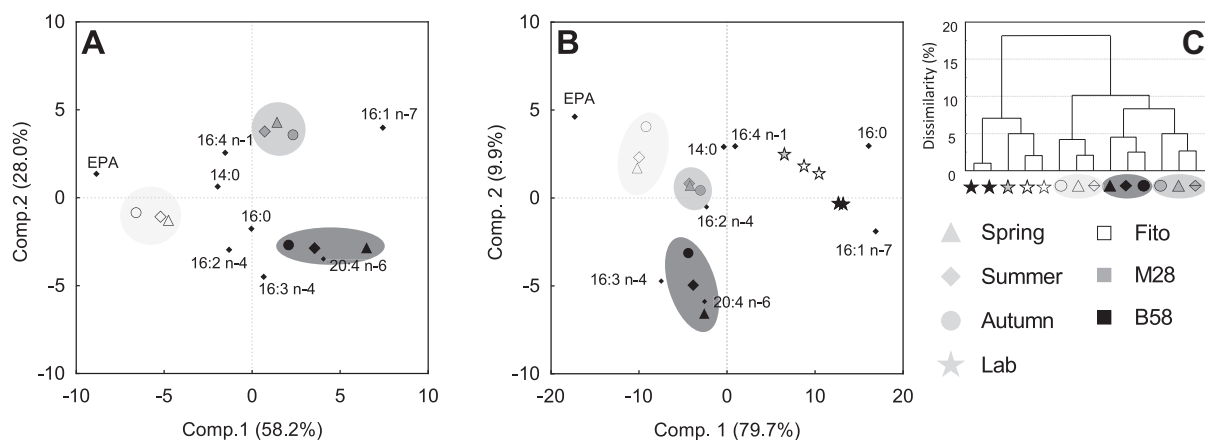 A
10
5
0
-5
-10
-10
-5
0
5
10
Comp.2 (28.0%)
Comp.1 (58.2%)
EPA
16:4 n-1
14:0
16:1 n-7
16:0
16:2 n-4
16:3 n-4
20:4 n-6
B
10
5
0
-5
-10
-20
-10
0
10
20
Comp. 2 (9.9%)
Comp. 1 (79.7%)
EPA
14:0
16:4 n-1
16:0
16:2 n-4
16:1 n-7
16:3 n-4
20:4 n-6
C
Dissimilarity (%)
20
15
10
5
0
Spring
Summer
Autumn
Lab
Fito
M28
B58